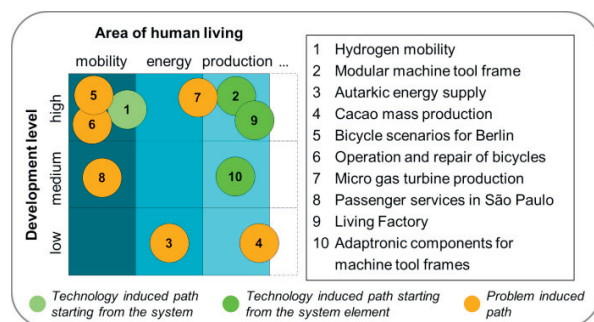 Area of human living
mobility energy production ...
Development level
high
medium
low
5
1
6
7
2
9
8
10
3
4
1 Hydrogen mobility
2 Modular machine tool frame
3 Autarkic energy supply
4 Cacao mass production
5 Bicycle scenarios for Berlin
6 Operation and repair of bicycles
7 Micro gas turbine production
8 Passenger services in São Paulo
9 Living Factory
10 Adaptronic components for
machine tool frames
Technology induced path
starting from the system
Technology induced path starting
from the system element
Problem induced
path